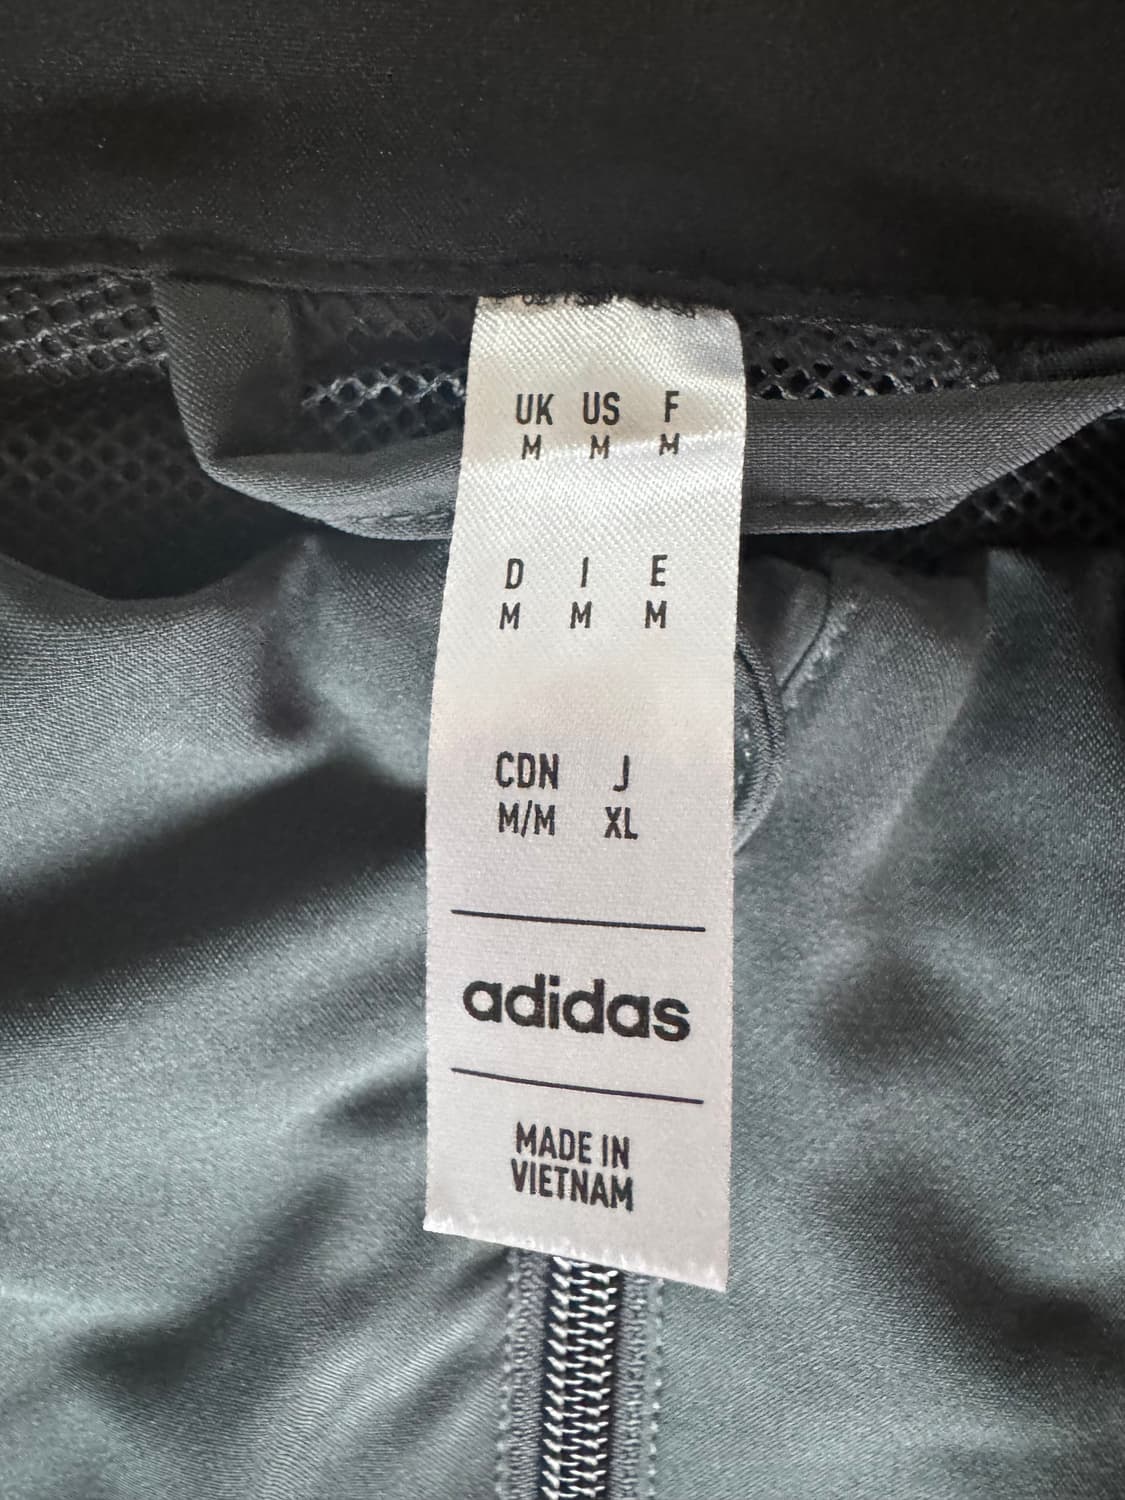 UK US F
M M M
D I E
M M M
CDN J
M/M XL
adidas
MADE IN
VIETNAM